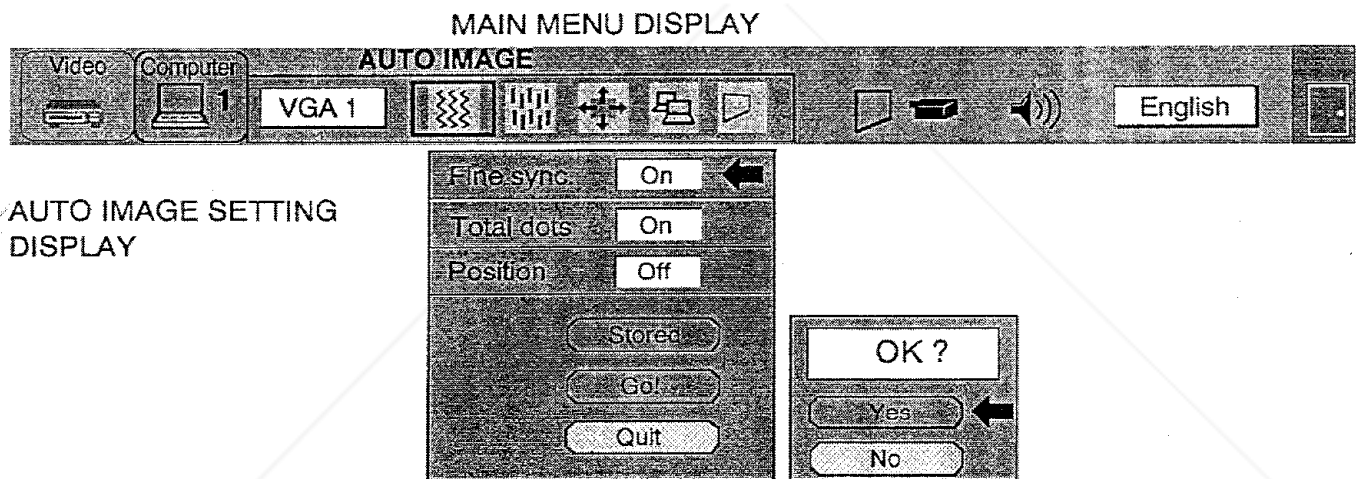 MAIN MENU DISPLAY
AUTO IMAGE
Video
Computer
1
VGA 1
English
AUTO IMAGE SETTING
DISPLAY
Fine sync. On
Total dots On
Position Off
Stored
Go!
Quit
OK ?
Yes
No